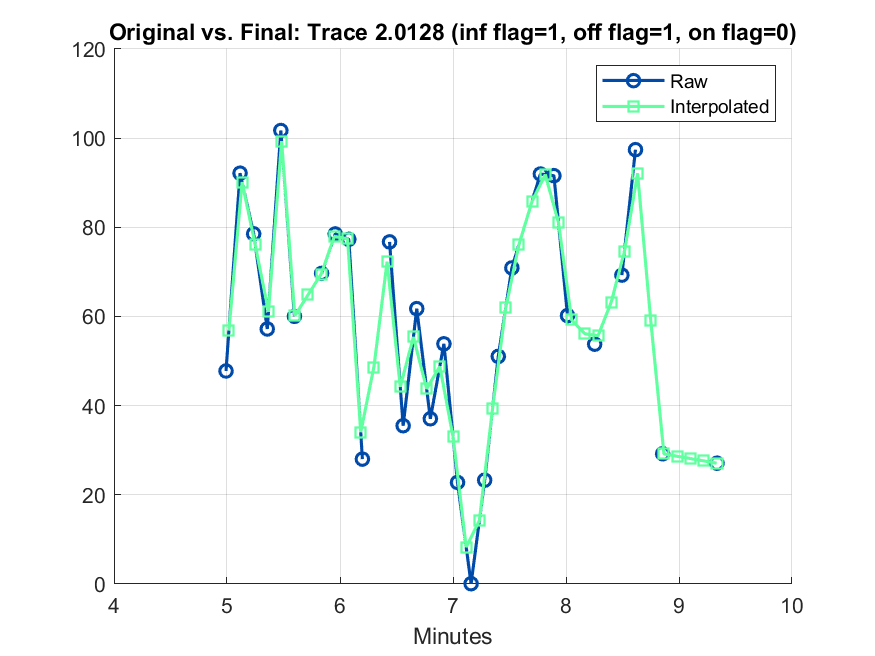 Original vs. Final: Trace 2.0128 (inf flag=1, off flag=1, on flag=0)
120
100
80
60
40
20
0
Raw
Interpolated
4 5 6 7 8 9 10
Minutes